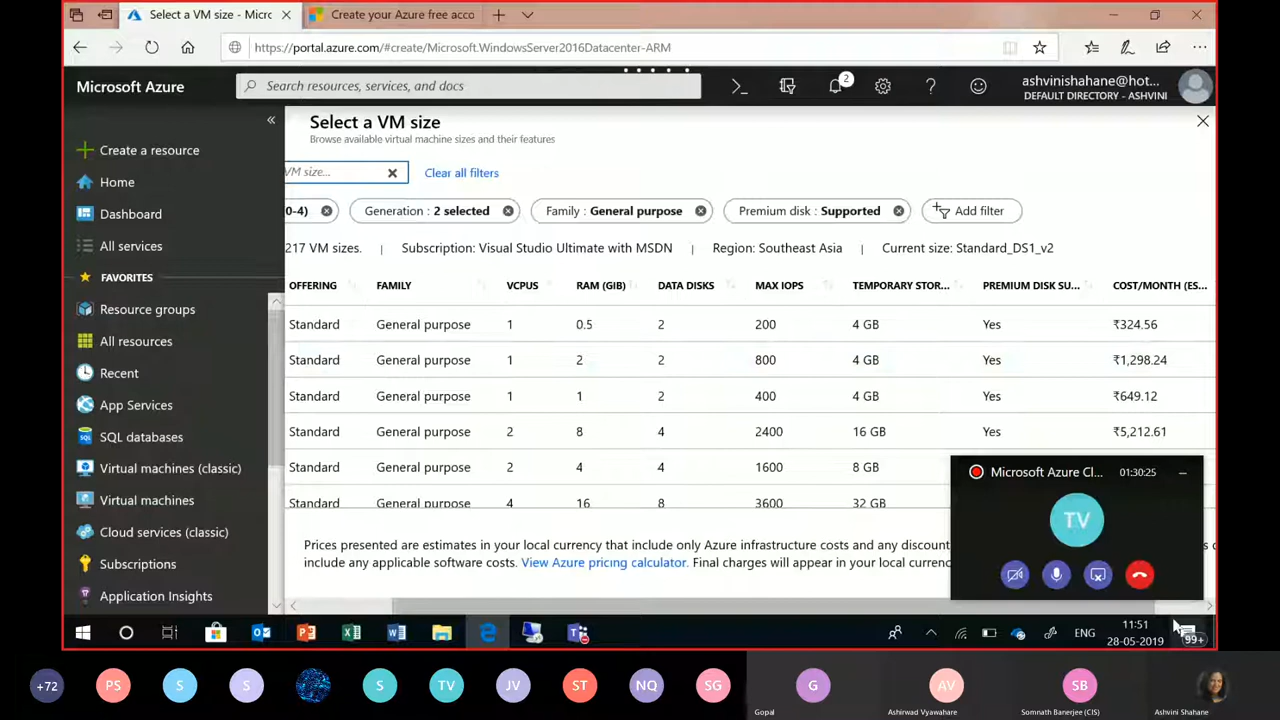 Select a VM size - Micrc
Create your Azure free acco
https://portal.azure.com/#create/Microsoft.WindowsServer2016Datacenter-ARM
Microsoft Azure
Search resources, services, and docs
2
ashvinishahane@hot...
DEFAULT DIRECTORY - ASHVINI
Create a resource
Home
Dashboard
All services
FAVORITES
Resource groups
All resources
Recent
App Services
SQL databases
Virtual machines (classic)
Virtual machines
Cloud services (classic)
Subscriptions
Application Insights
Select a VM size
Browse available virtual machine sizes and their features
VM size...
Clear all filters
0-4)
Generation : 2 selected
Family : General purpose
Premium disk : Supported
Add filter
217 VM sizes. | Subscription: Visual Studio Ultimate with MSDN | Region: Southeast Asia | Current size: Standard_DS1_v2
OFFERING FAMILY VCPUS RAM (GIB) DATA DISKS MAX IOPS TEMPORARY STOR... PREMIUM DISK SU... COST/MONTH (ES...
Standard General purpose 1 0.5 2 200 4 GB Yes ₹324.56
Standard General purpose 1 2 2 800 4 GB Yes ₹1,298.24
Standard General purpose 1 1 2 400 4 GB Yes ₹649.12
Standard General purpose 2 8 4 2400 16 GB Yes ₹5,212.61
Standard General purpose 2 4 4 1600 8 GB
Standard General purpose 4 16 8 3600 32 GB
Prices presented are estimates in your local currency that include only Azure infrastructure costs and any discount
include any applicable software costs. View Azure pricing calculator. Final charges will appear in your local currenc
Microsoft Azure Cl... 01:30:25
TV
ENG
11:51
28-05-2019
99+
+72 PS S S S TV JV ST NQ SG G AV SB
Gopal
Ashirwad Vyawahare
Somnath Banerjee (CIS)
Ashvini Shahane